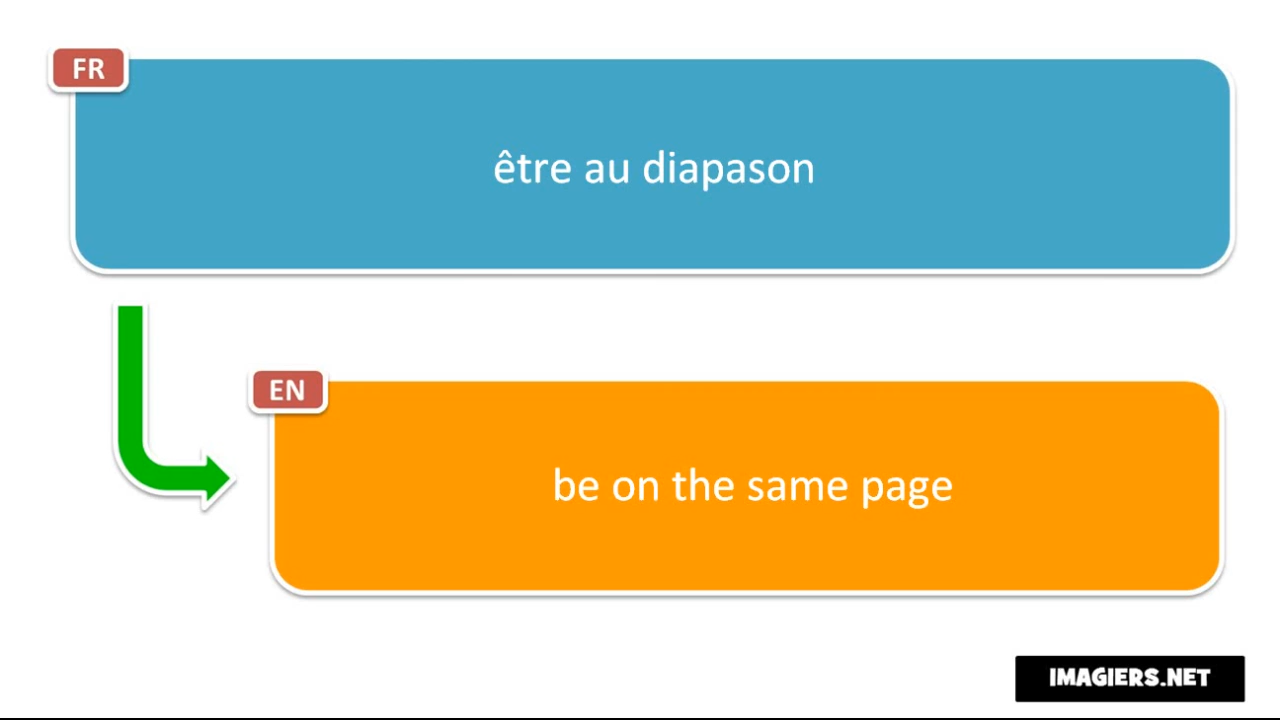 FR
être au diapason
EN
be on the same page
IMAGIERS.NET